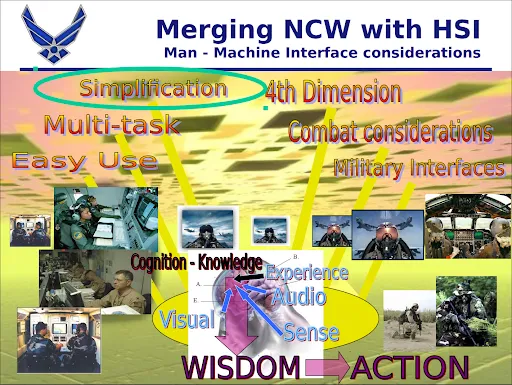 Merging NCW with HSI
Man - Machine Interface considerations
Simplification
4th Dimension
Multi-task
Combat considerations
Easy Use
Military Interfaces
Cognition - Knowledge
Experience
Audio
Visual
Sense
A
B
E
WISDOM
ACTION